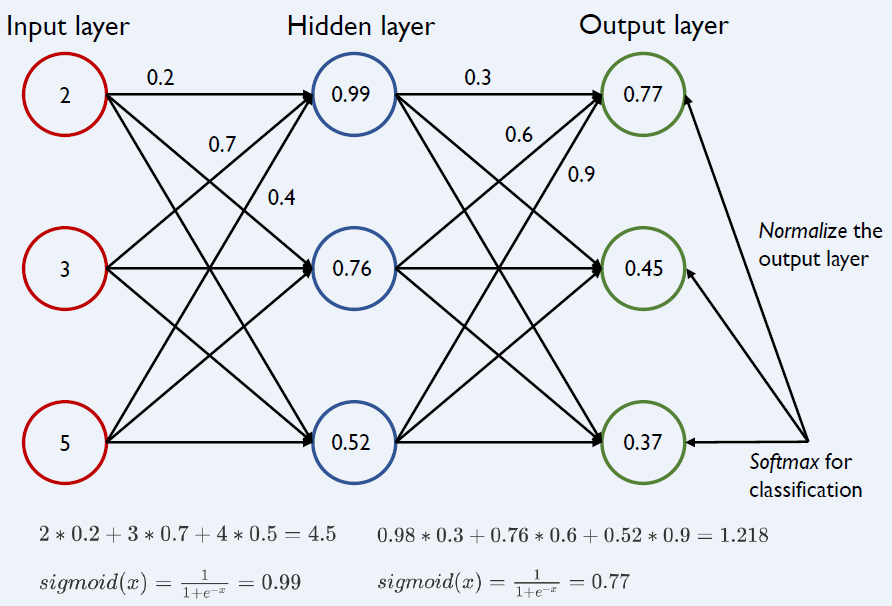 Input layer
Hidden layer
Output layer
0.2
0.3
2
0.99
0.77
0.7
0.6
0.4
0.9
Normalize the
output layer
3
0.76
0.45
5
0.52
0.37
Softmax for
classification
2 ∗ 0.2 + 3 ∗ 0.7 + 4 ∗ 0.5 = 4.5
0.98 ∗ 0.3 + 0.76 ∗ 0.6 + 0.52 ∗ 0.9 = 1.218
sigmoid(x) = 1/(1+e^{-x}) = 0.99
sigmoid(x) = 1/(1+e^{-x}) = 0.77